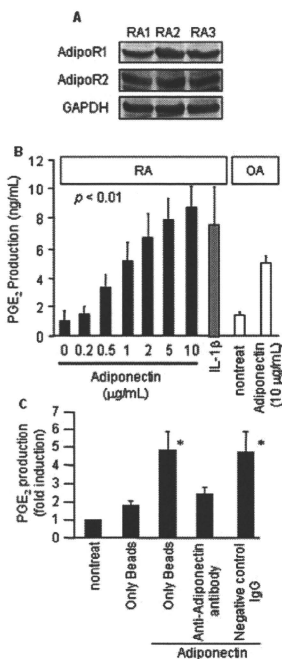 A
RA1 RA2 RA3
AdipoR1
AdipoR2
GAPDH
B
PGE2 Production (ng/mL)
12
10
8
6
4
2
0
RA
OA
p < 0.01
0 0.2 0.5 1 2 5 10
Adiponectin
(μg/mL)
IL-1β
nontreat
Adiponectin
(10 μg/mL)
C
PGE2 production
(fold induction)
7
6
5
4
3
2
1
0
*
*
nontreat
Only Beads
Only Beads
Anti-Adiponectin
antibody
Negative control
IgG
Adiponectin